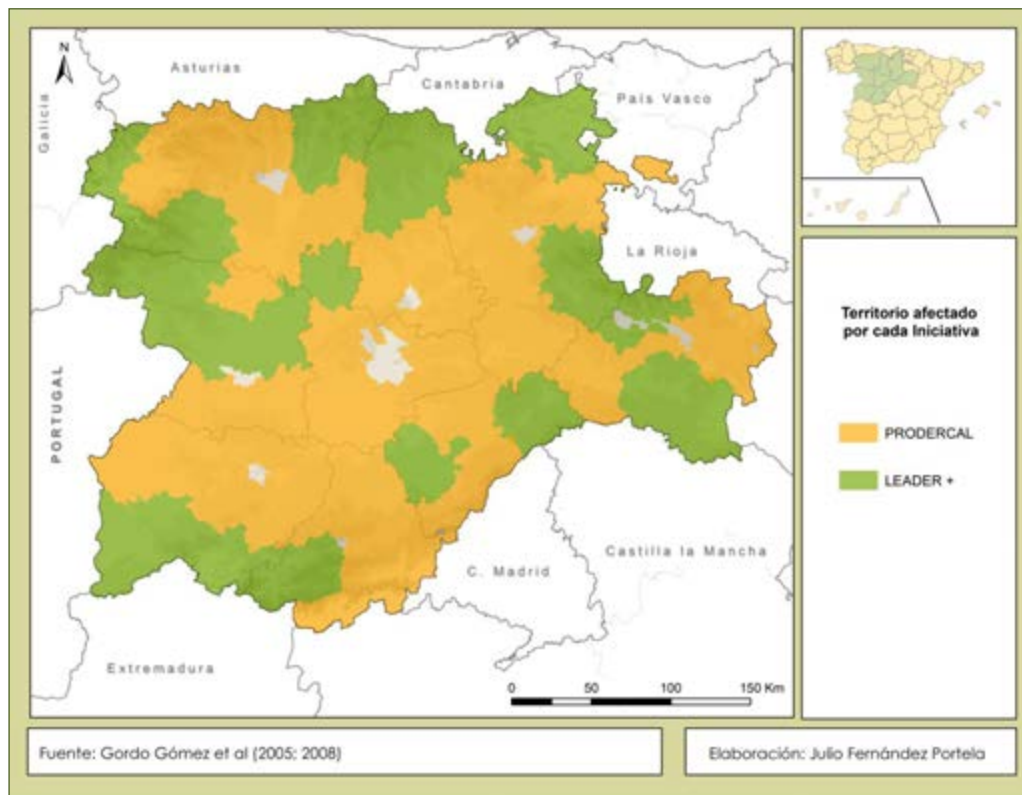 N
Asturias
Cantabria
País Vasco
Galicia
La Rioja
PORTUGAL
Castilla la Mancha
C. Madrid
Extremadura
0 50 100 150 Km
Territorio afectado
por cada Iniciativa
PRODERCAL
LEADER +
Fuente: Gordo Gómez et al (2005; 2008)
Elaboración: Julio Fernández Portela